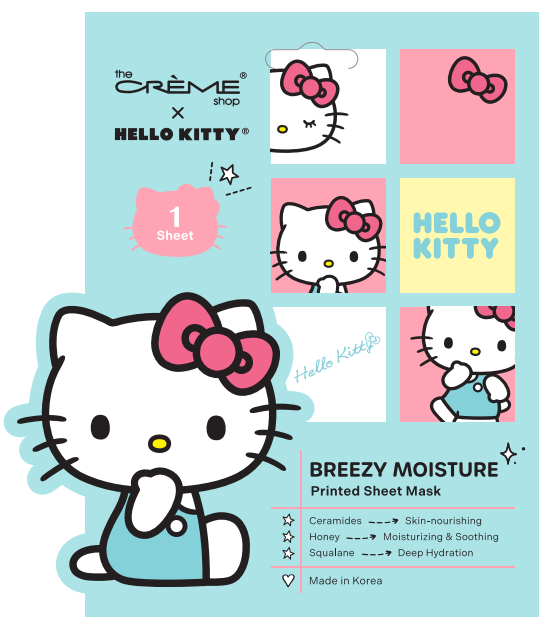 the
CRÈME®
shop
×
HELLO KITTY®
1
Sheet
HELLO
KITTY
Hello Kitty
BREEZY MOISTURE
Printed Sheet Mask
Ceramides Skin-nourishing
Honey Moisturizing & Soothing
Squalane Deep Hydration
Made in Korea